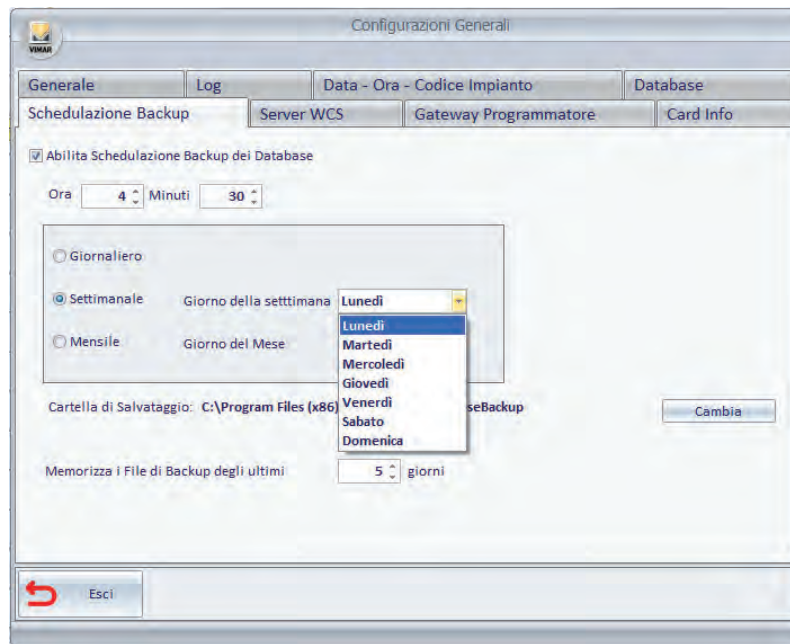 Configurazioni Generali
VIMAR
Generale Log Data - Ora - Codice Impianto Database
Schedulazione Backup Server WCS Gateway Programmatore Card Info
Abilita Schedulazione Backup dei Database
Ora 4 Minuti 30
Giornaliero
Settimanale Giorno della setttimana Lunedì
Lunedì
Mensile Giorno del Mese
Martedì
Mercoledì
Giovedì
Venerdì
Sabato
Domenica
Cartella di Salvataggio: C:\Program Files (x86) seBackup Cambia
Memorizza i File di Backup degli ultimi 5 giorni
Esci